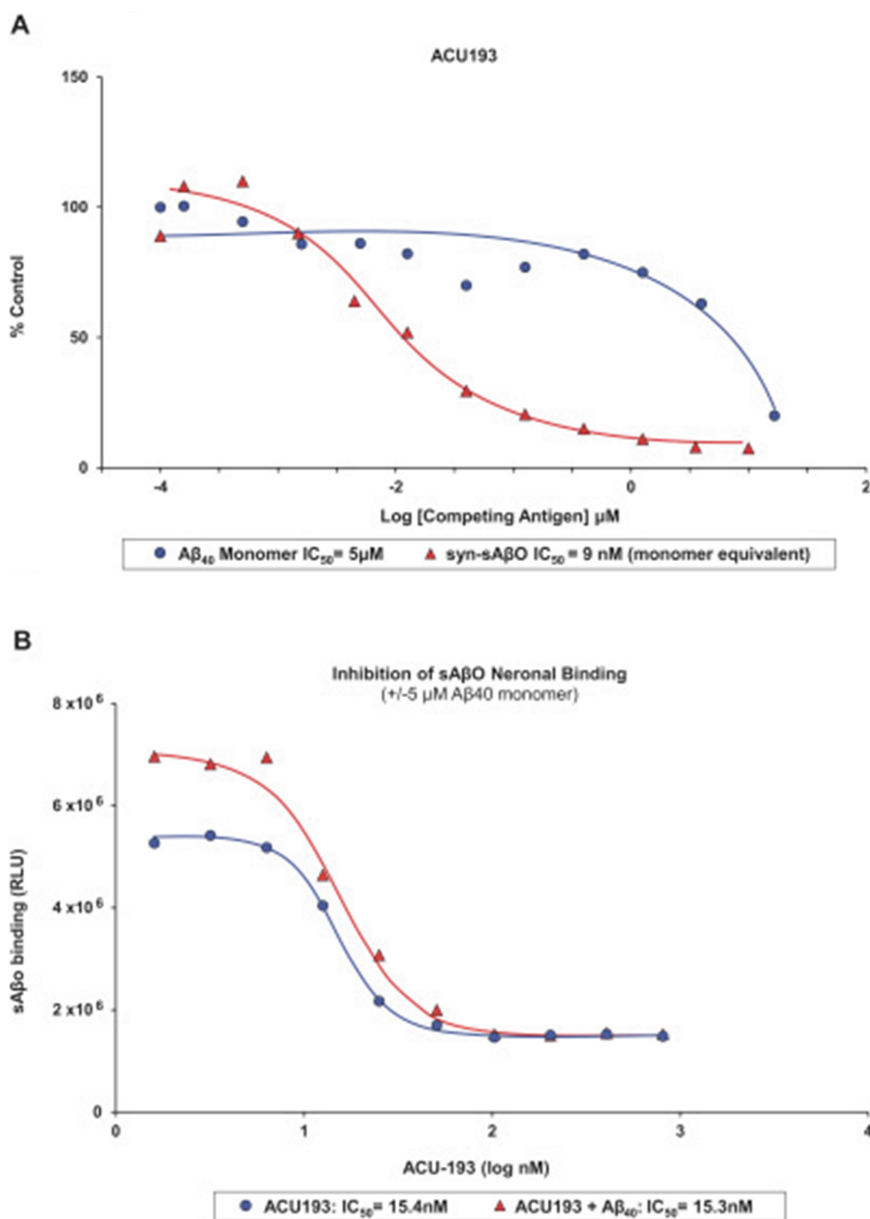 A
ACU193
150
100
50
0
% Control
-4 -2 0 2
Log [Competing Antigen] µM
Aβ₄₀ Monomer IC₅₀= 5µM syn-sAβO IC₅₀ = 9 nM (monomer equivalent)
B
Inhibition of sAβO Neronal Binding
(+/-5 µM Aβ40 monomer)
8 x10⁶
6 x10⁶
4 x10⁶
2 x10⁶
0
sAβo binding (RLU)
0 1 2 3 4
ACU-193 (log nM)
ACU193: IC₅₀= 15.4nM ACU193 + Aβ₄₀: IC₅₀ = 15.3nM